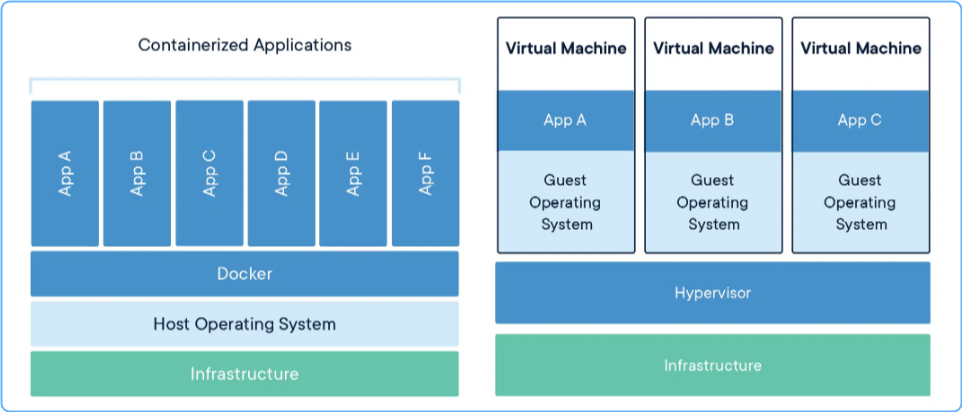 Containerized Applications
App A
App B
App C
App D
App E
App F
Docker
Host Operating System
Infrastructure
Virtual Machine
App A
Guest
Operating
System
Virtual Machine
App B
Guest
Operating
System
Virtual Machine
App C
Guest
Operating
System
Hypervisor
Infrastructure